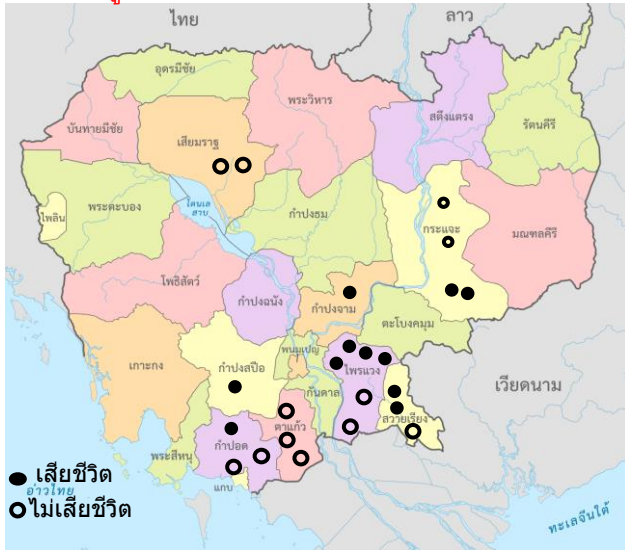 ไทย
ลาว
อุดรมีชัย
พระวิหาร
สตึงแตรง
รัตนคีรี
บันทายมีชัย
เสียมราฐ
ไพลิน
พระตะบอง
โตนเล
สาบ
กำปงธม
กระแจะ
มณฑลคีรี
โพธิสัตว์
กำปงฉนัง
กำปงจาม
ตะโบงคมุม
เกาะกง
กำปงสปือ
พนมเปญ
ไพรแวง
เวียดนาม
กันดาล
สวายเรียง
ตาแก้ว
พระสีหนุ
กำปอต
แกบ
เสียชีวิต
อ่าวไทย
ไม่เสียชีวิต
ทะเลจีนใต้